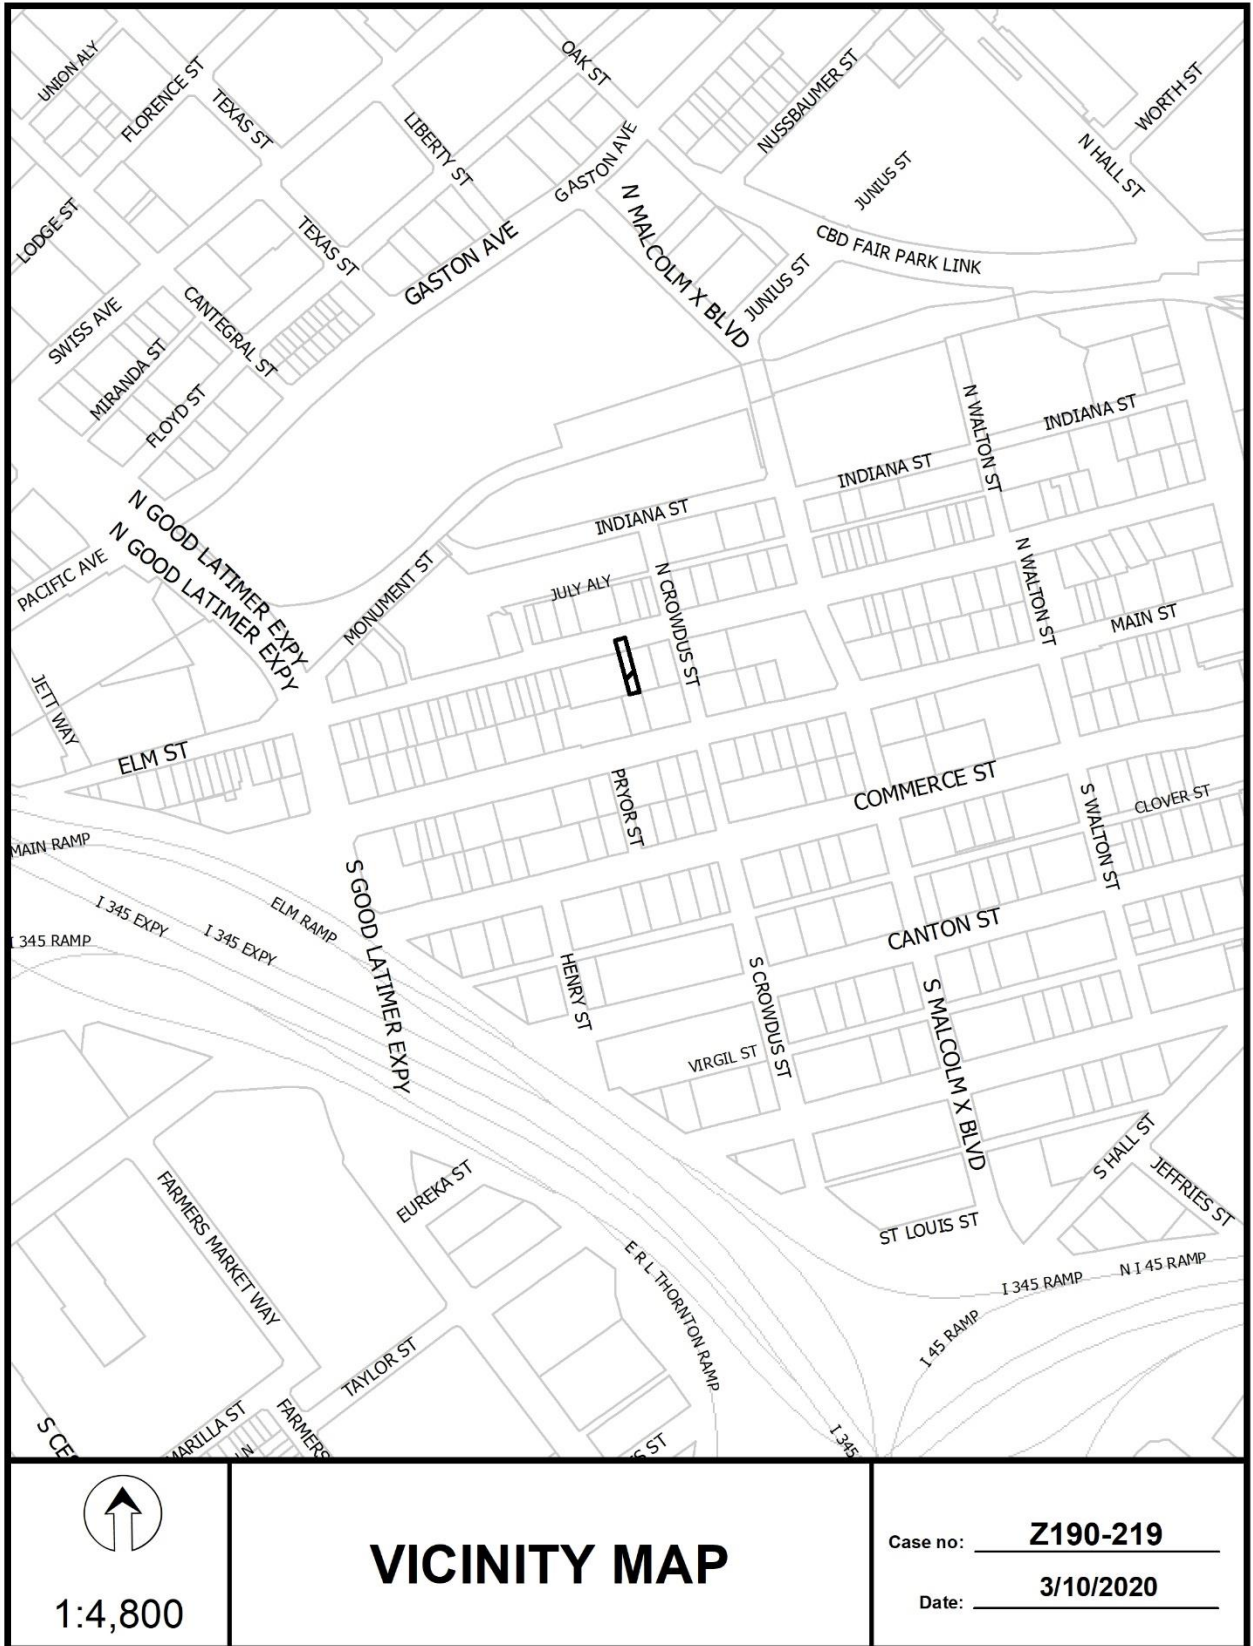 UNION ALY
FLORENCE ST
TEXAS ST
OAK ST
NUSSBAUMER ST
WORTH ST
LIBERTY ST
GASTON AVE
N HALL ST
JUNIUS ST
LODGE ST
TEXAS ST
GASTON AVE
N MALCOLM X BLVD
CBD FAIR PARK LINK
JUNIUS ST
SWISS AVE
CANTEGRAL ST
MIRANDA ST
FLOYD ST
N WALTON ST
INDIANA ST
INDIANA ST
N GOOD LATIMER EXPY
N GOOD LATIMER EXPY
INDIANA ST
PACIFIC AVE
MONUMENT ST
JULY ALY
N CROWDUS ST
N WALTON ST
MAIN ST
JETT WAY
ELM ST
PRYOR ST
COMMERCE ST
S WALTON ST
CLOVER ST
MAIN RAMP
I 345 EXPY
I 345 EXPY
ELM RAMP
I 345 RAMP
S GOOD LATIMER EXPY
CANTON ST
HENRY ST
S CROWDUS ST
S MALCOLM X BLVD
VIRGIL ST
S HALL ST
JEFFRIES ST
EUREKA ST
FARMERS MARKET WAY
ST LOUIS ST
E R L THORNTON RAMP
I 345 RAMP
N I 45 RAMP
I 45 RAMP
TAYLOR ST
S CES
MARILLA ST
LN
FARMERS
IS ST
I 345
1:4,800
VICINITY MAP
Case no: Z190-219
Date: 3/10/2020